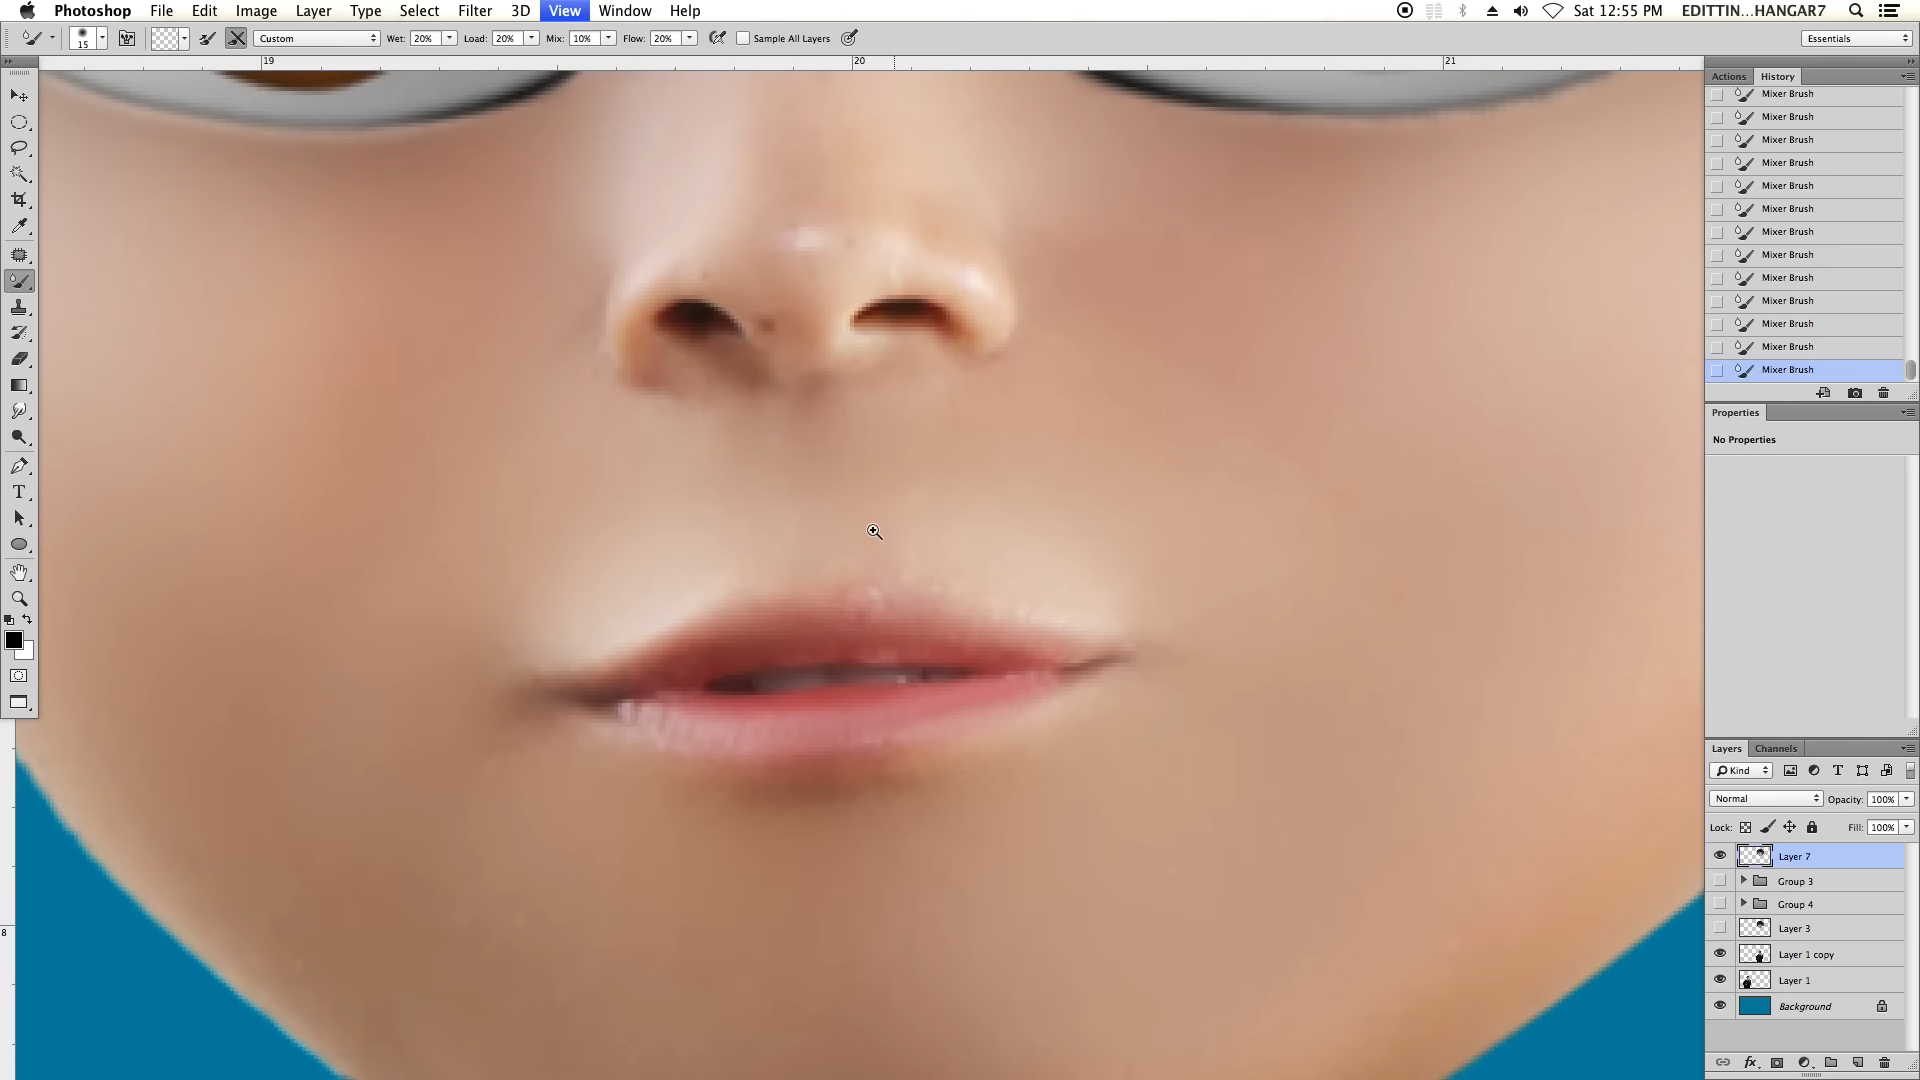 Photoshop File Edit Image Layer Type Select Filter 3D View Window Help Sat 12:55 PM EDITTIN...HANGAR7
15 Custom Wet: 20% Load: 20% Mix: 10% Flow: 20% Sample All Layers Essentials
19 20 21
Actions History
Mixer Brush
Mixer Brush
Mixer Brush
Mixer Brush
Mixer Brush
Mixer Brush
Mixer Brush
Mixer Brush
Mixer Brush
Mixer Brush
Mixer Brush
Mixer Brush
Mixer Brush
Properties
No Properties
Layers Channels
Kind
Normal Opacity: 100%
Lock: Fill: 100%
Layer 7
Group 3
Group 4
Layer 3
8
Layer 1 copy
Layer 1
Background